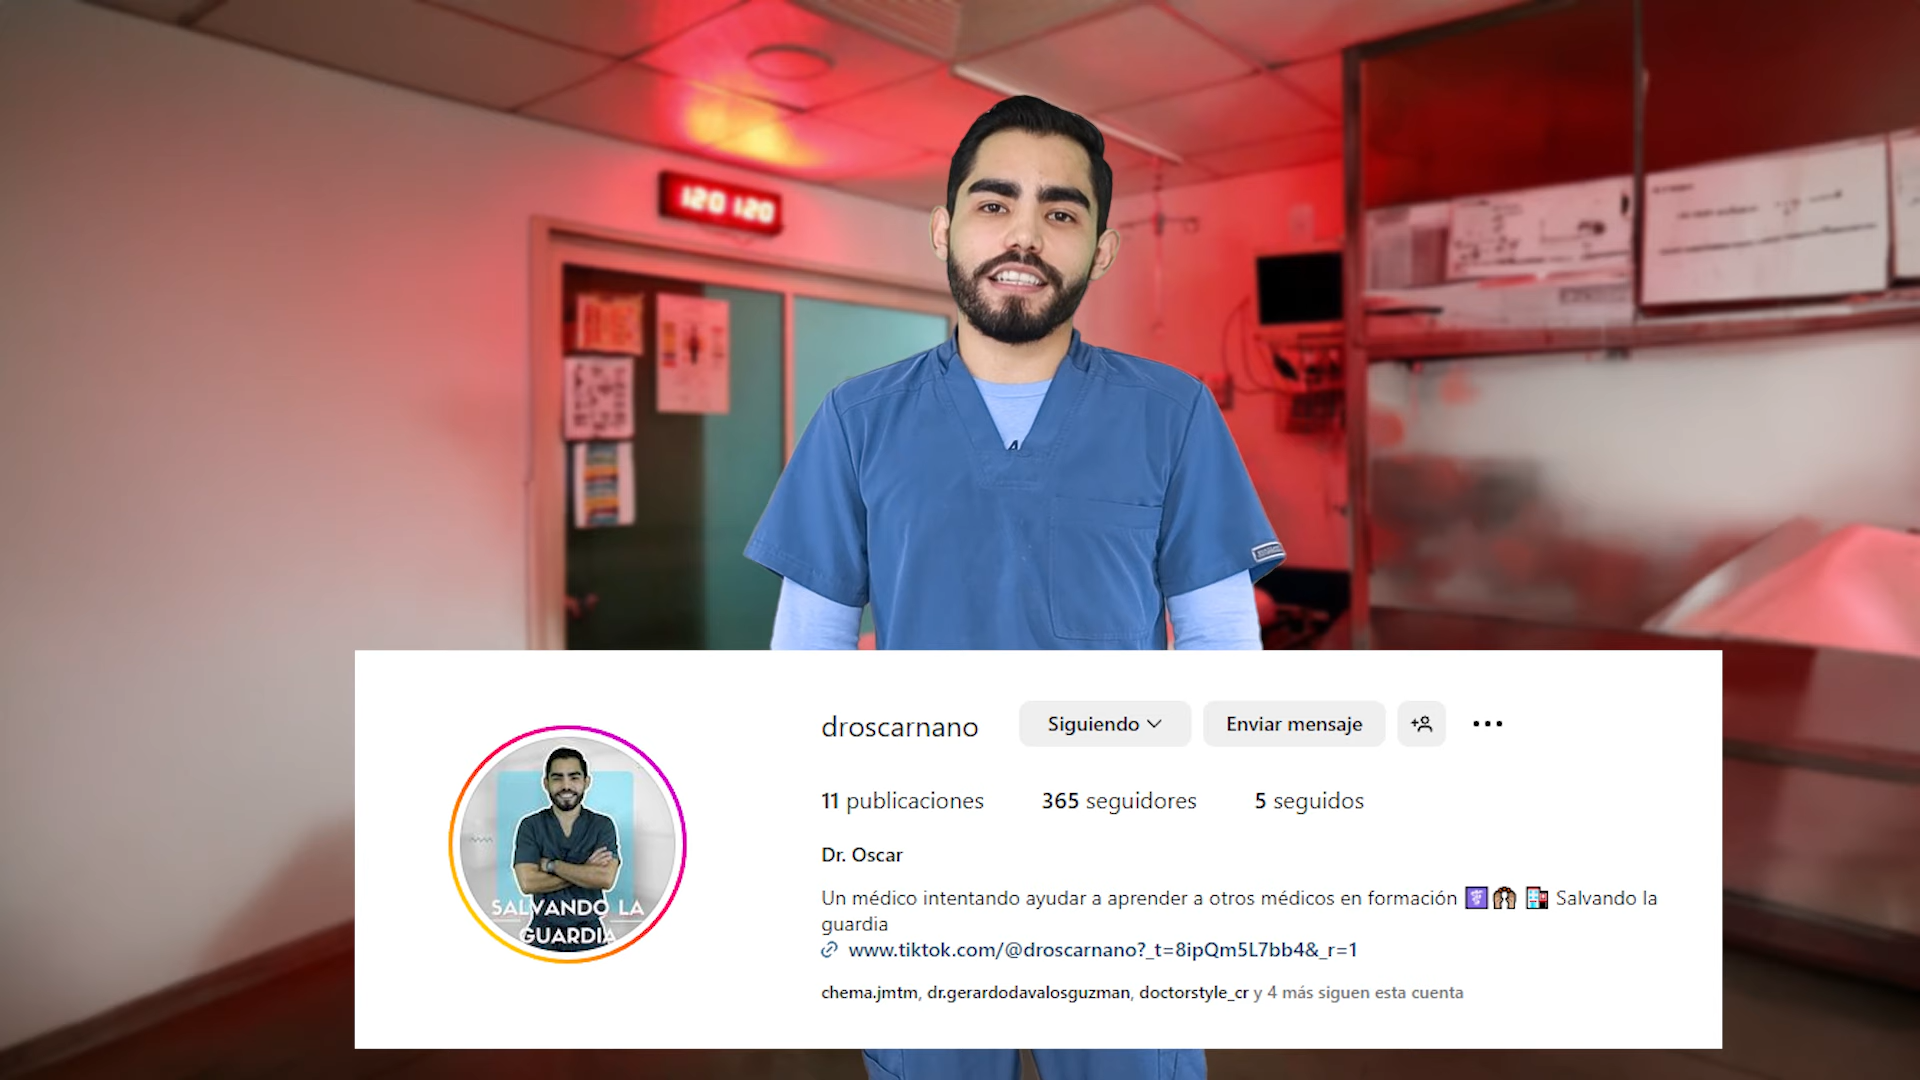 120 120
droscarnano
Siguiendo
Enviar mensaje
11 publicaciones
365 seguidores
5 seguidos
Dr. Oscar
Un médico intentando ayudar a aprender a otros médicos en formación Salvando la
guardia
www.tiktok.com/@droscarnano?_t=8ipQm5L7bb4&_r=1
chema.jmtm, dr.gerardodavalosguzman, doctorstyle_cr y 4 más siguen esta cuenta
SALVANDO LA
GUARDIA